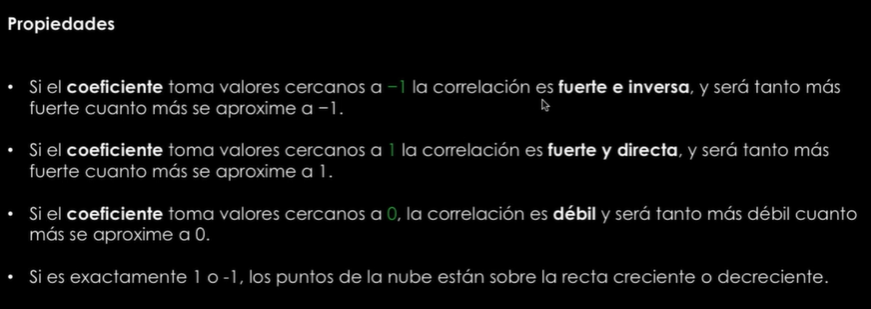 Propiedades
• Si el coeficiente toma valores cercanos a −1 la correlación es fuerte e inversa, y será tanto más
fuerte cuanto más se aproxime a −1.
• Si el coeficiente toma valores cercanos a 1 la correlación es fuerte y directa, y será tanto más
fuerte cuanto más se aproxime a 1.
• Si el coeficiente toma valores cercanos a 0, la correlación es débil y será tanto más débil cuanto
más se aproxime a 0.
• Si es exactamente 1 o -1, los puntos de la nube están sobre la recta creciente o decreciente.